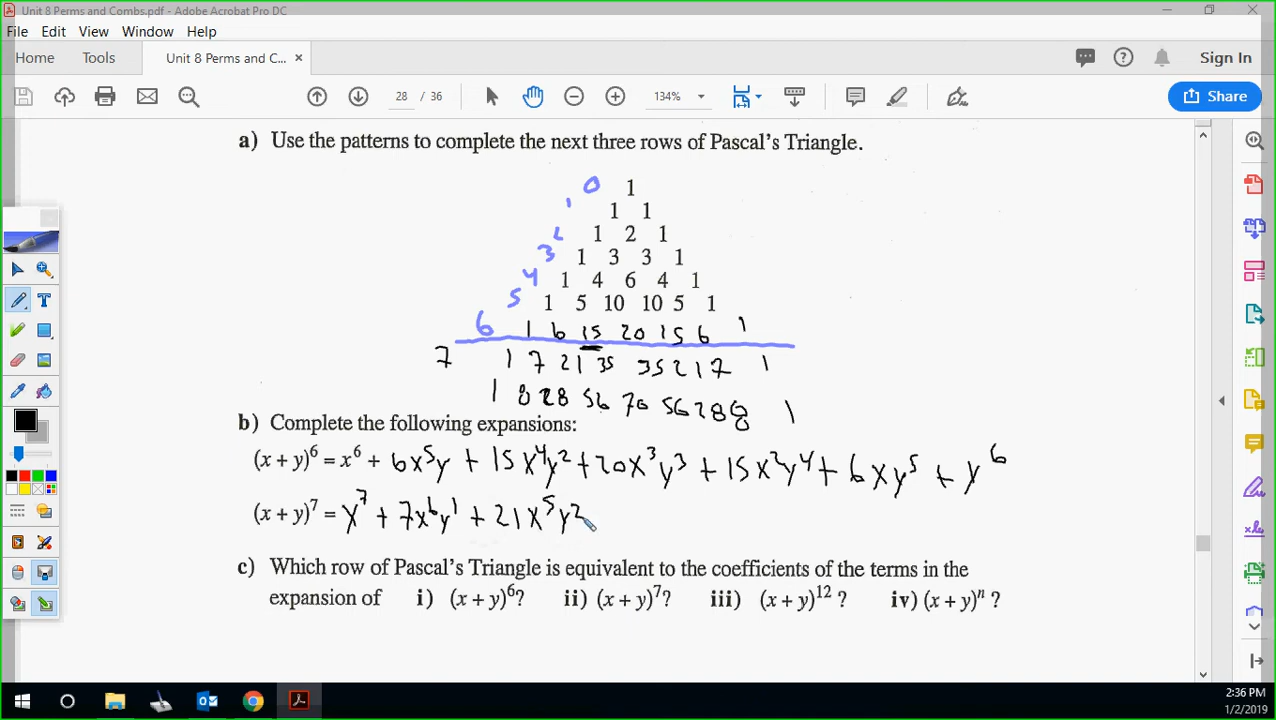 Unit 8 Perms and Combs.pdf - Adobe Acrobat Pro DC
File Edit View Window Help
Home Tools Unit 8 Perms and C... × Sign In
28 / 36 134% Share
a) Use the patterns to complete the next three rows of Pascal's Triangle.
0 1
1 1 1
2 1 2 1
3 1 3 3 1
4 1 4 6 4 1
5 1 5 10 10 5 1
6 1 6 15 20 15 6 1
7 1 7 21 35 35 21 7 1
1 8 28 56 70 56 28 8 1
b) Complete the following expansions:
(x + y)⁶ = x⁶ + 6x⁵y + 15x⁴y² + 20x³y³ + 15x²y⁴ + 6xy⁵ + y⁶
(x + y)⁷ = x⁷ + 7x⁶y¹ + 21x⁵y²
c) Which row of Pascal's Triangle is equivalent to the coefficients of the terms in the
expansion of i) (x + y)⁶? ii) (x + y)⁷? iii) (x + y)¹² ? iv) (x + y)ⁿ ?
2:36 PM
1/2/2019